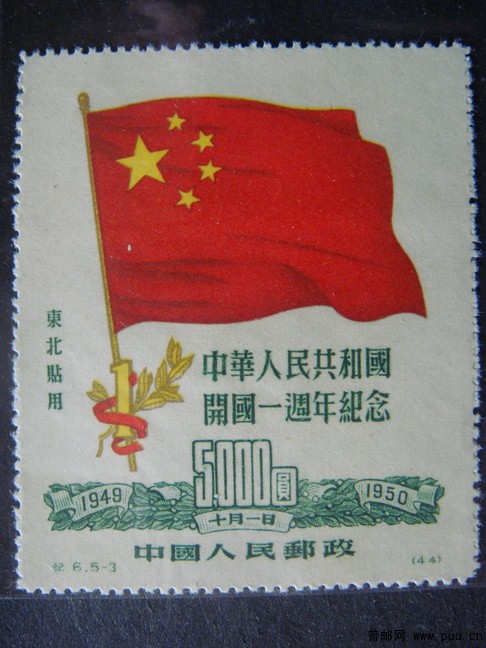 東北貼用
中華人民共和國
開國一週年紀念
5,000圓
1949
1950
十月一日
中國人民郵政
纪 6.5-3
(44)
普邮网 www.puu.cn